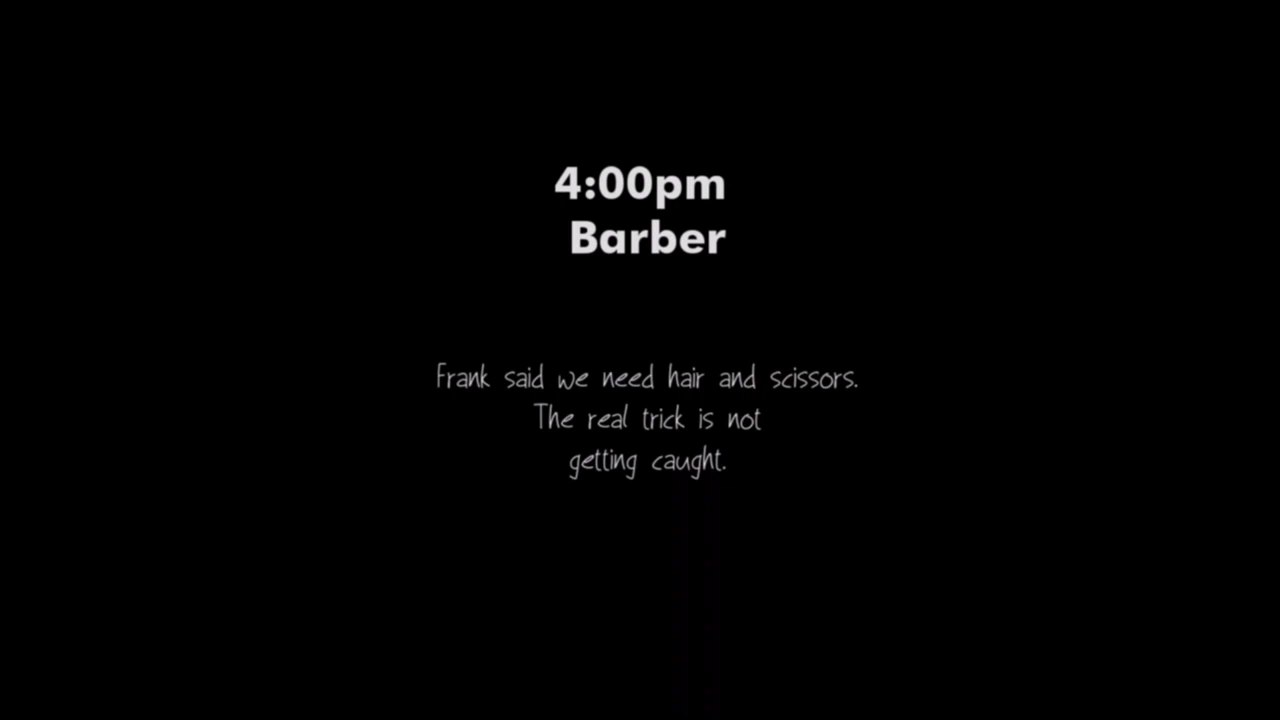 4:00pm
Barber
Frank said we need hair and scissors.
The real trick is not
getting caught.